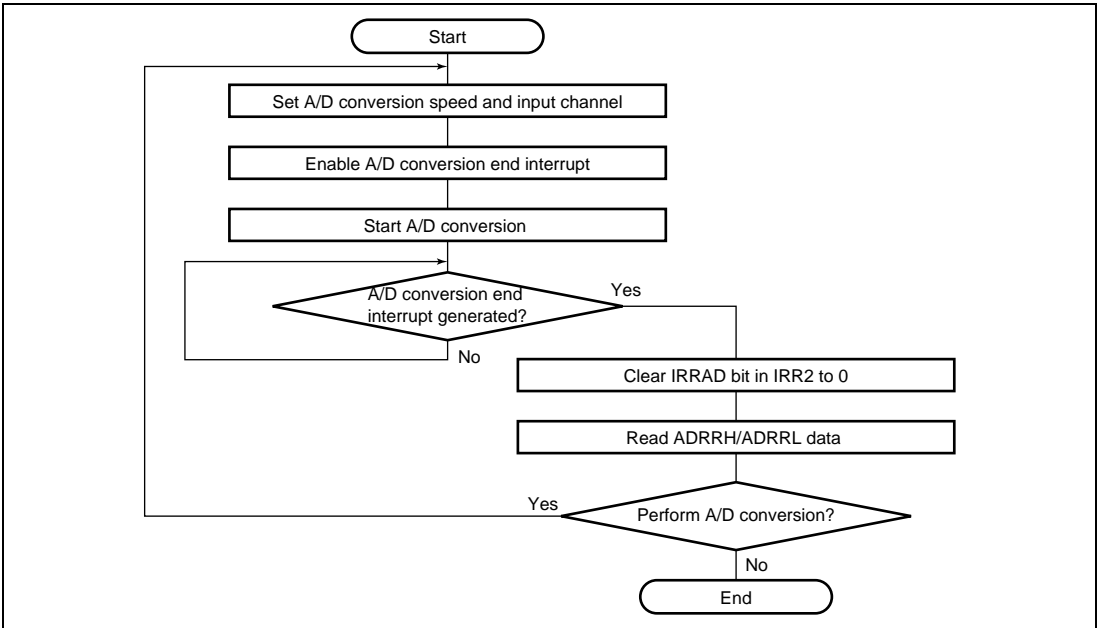 Start
Set A/D conversion speed and input channel
Enable A/D conversion end interrupt
Start A/D conversion
A/D conversion end
interrupt generated?
Yes
No
Clear IRRAD bit in IRR2 to 0
Read ADRRH/ADRRL data
Yes
Perform A/D conversion?
No
End